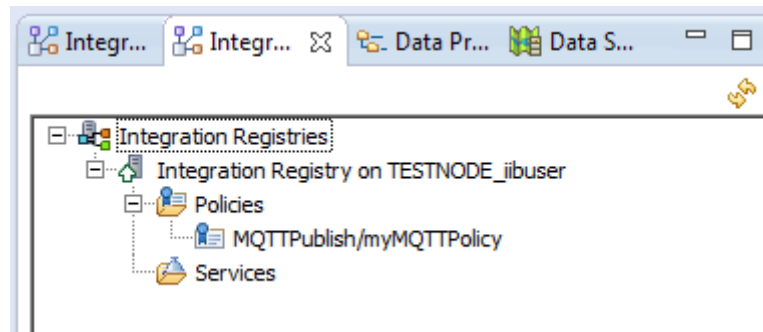 Integr... Integr... Data Pr... Data S...
Integration Registries
Integration Registry on TESTNODE_iibuser
Policies
MQTTPublish/myMQTTPolicy
Services